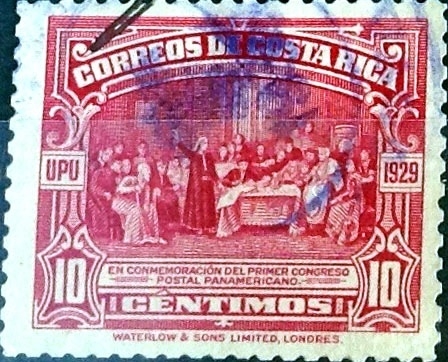 CORREOS DE COSTA RICA
UPU 1929
EN CONMEMORACIÓN DEL PRIMER CONGRESO
POSTAL PANAMERICANO.
10 CENTIMOS 10
WATERLOW & SONS LIMITED, LONDRES.